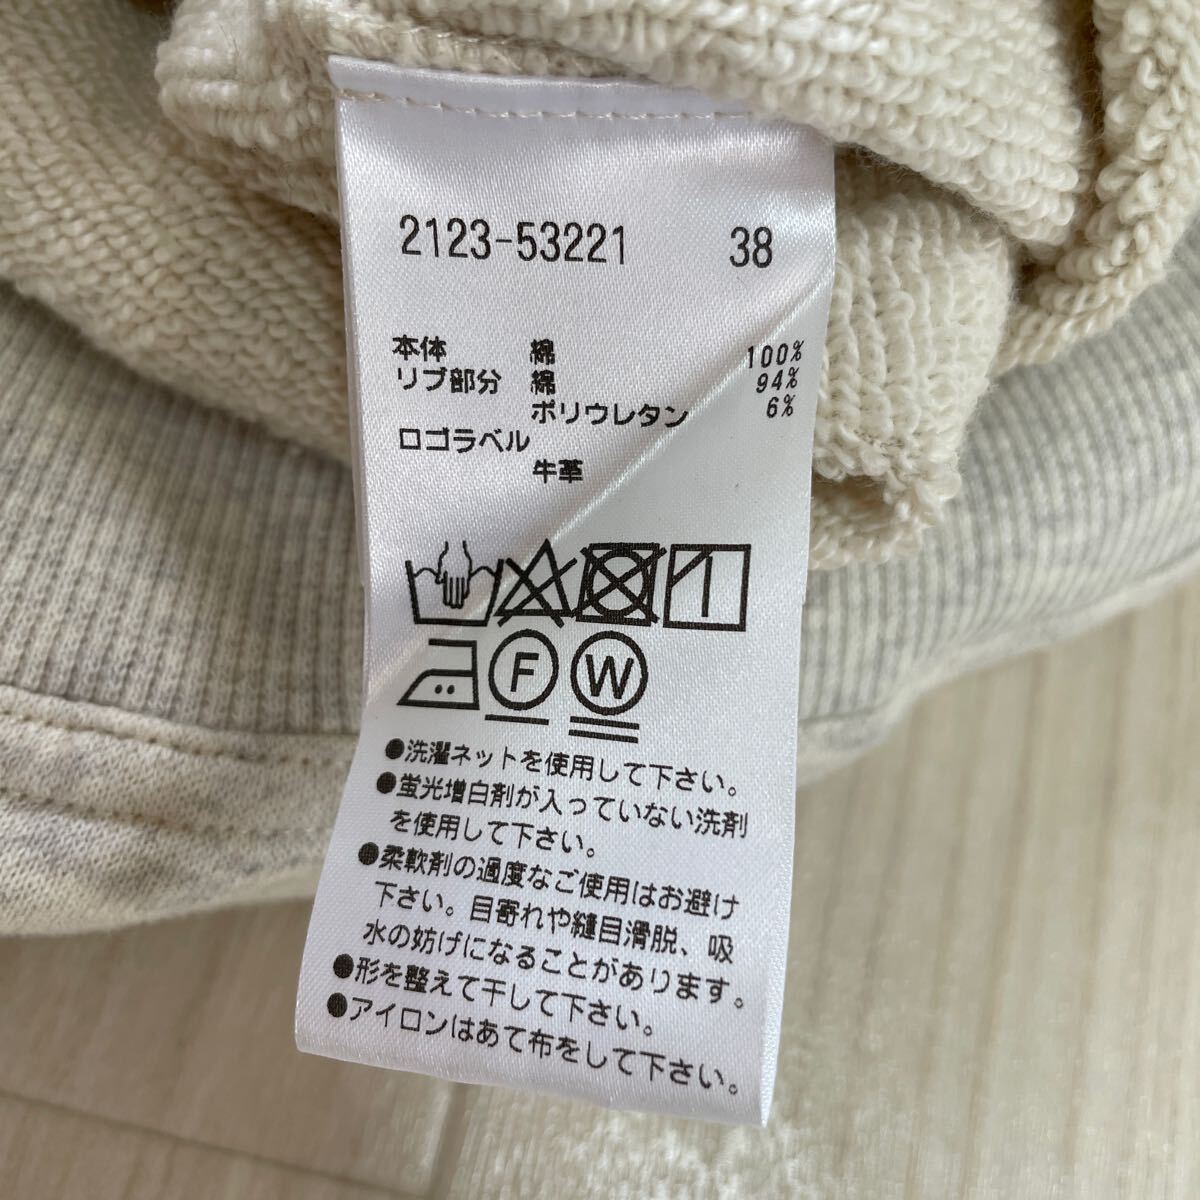 2123-53221 38
本体 綿 100%
リブ部分 綿 94%
ポリウレタン 6%
ロゴラベル
牛革
F W
●洗濯ネットを使用して下さい。
●蛍光増白剤が入っていない洗剤
を使用して下さい。
●柔軟剤の過度なご使用はお避け
下さい。目寄れや縫目滑脱、吸
水の妨げになることがあります。
●形を整えて干して下さい。
●アイロンはあて布をして下さい。